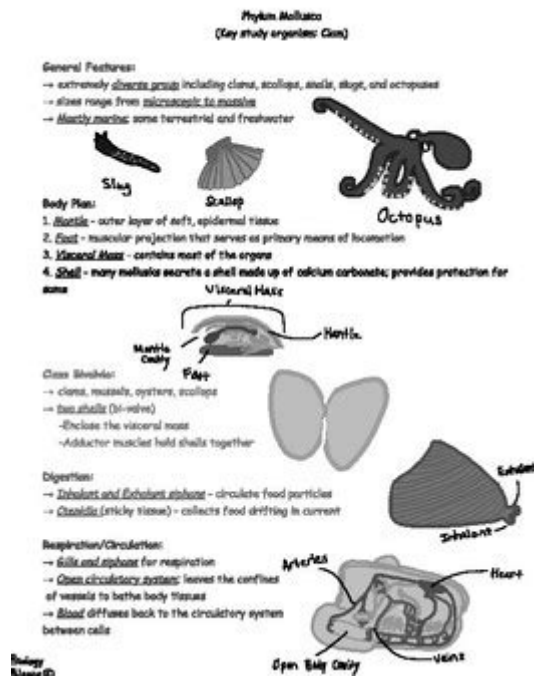 Phylum Mollusca
(Key study organism: Clam)
General Features:
→ extremely diverse group including clams, scallops, snails, slugs, and octopuses
→ sizes range from microscopic to massive
→ Mostly marine; some terrestrial and freshwater
Slug
Scallop
Octopus
Body Plan:
1. Mantle - outer layer of soft, epidermal tissue
2. Foot - muscular projection that serves as primary means of locomotion
3. Visceral Mass - contains most of the organs
4. Shell - many mollusks secrete a shell made up of calcium carbonate; provides protection for
some
Visceral Mass
Mantle
Mantle
Cavity
Foot
Class Bivalvia:
→ clams, mussels, oysters, scallops
→ two shells (bi-valve)
-Enclose the visceral mass
-Adductor muscles hold shells together
Digestion:
→ Inhalant and Exhalant siphons - circulate food particles
→ Ctenidia (sticky tissue) - collects food drifting in current
Exhalant
Inhalant
Respiration/Circulation:
→ Gills and siphons for respiration
→ Open circulatory system: leaves the confines
of vessels to bathe body tissues
→ Blood diffuses back to the circulatory system
between cells
Arteries
Heart
Veins
Open Body Cavity
Biology